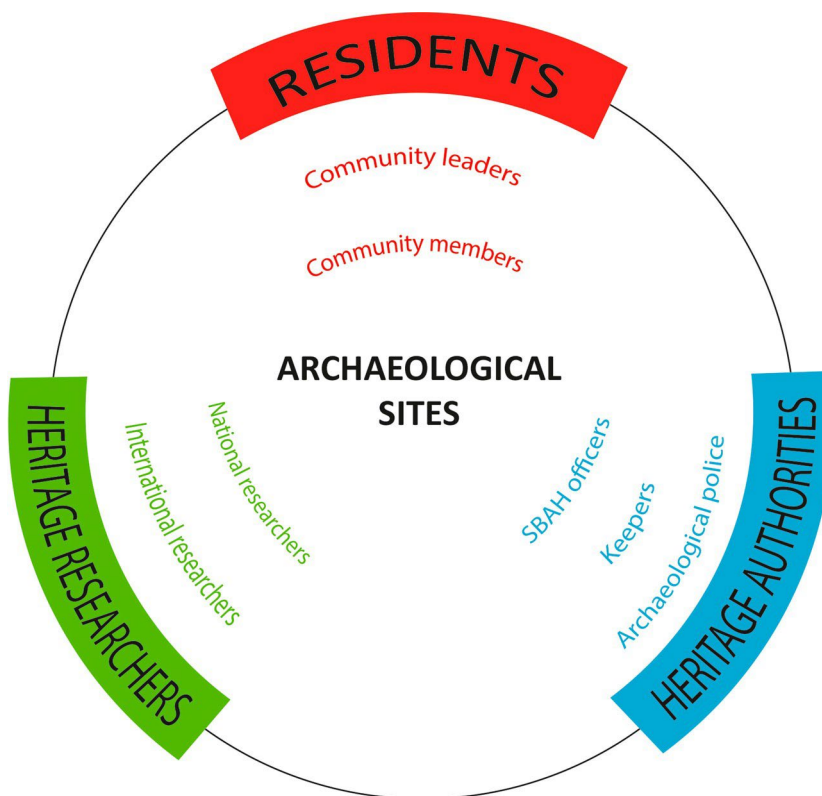 RESIDENTS
Community leaders
Community members
ARCHAEOLOGICAL
SITES
HERITAGE RESEARCHERS
International researchers
National researchers
SBAH officers
Keepers
Archaeological police
HERITAGE AUTHORITIES